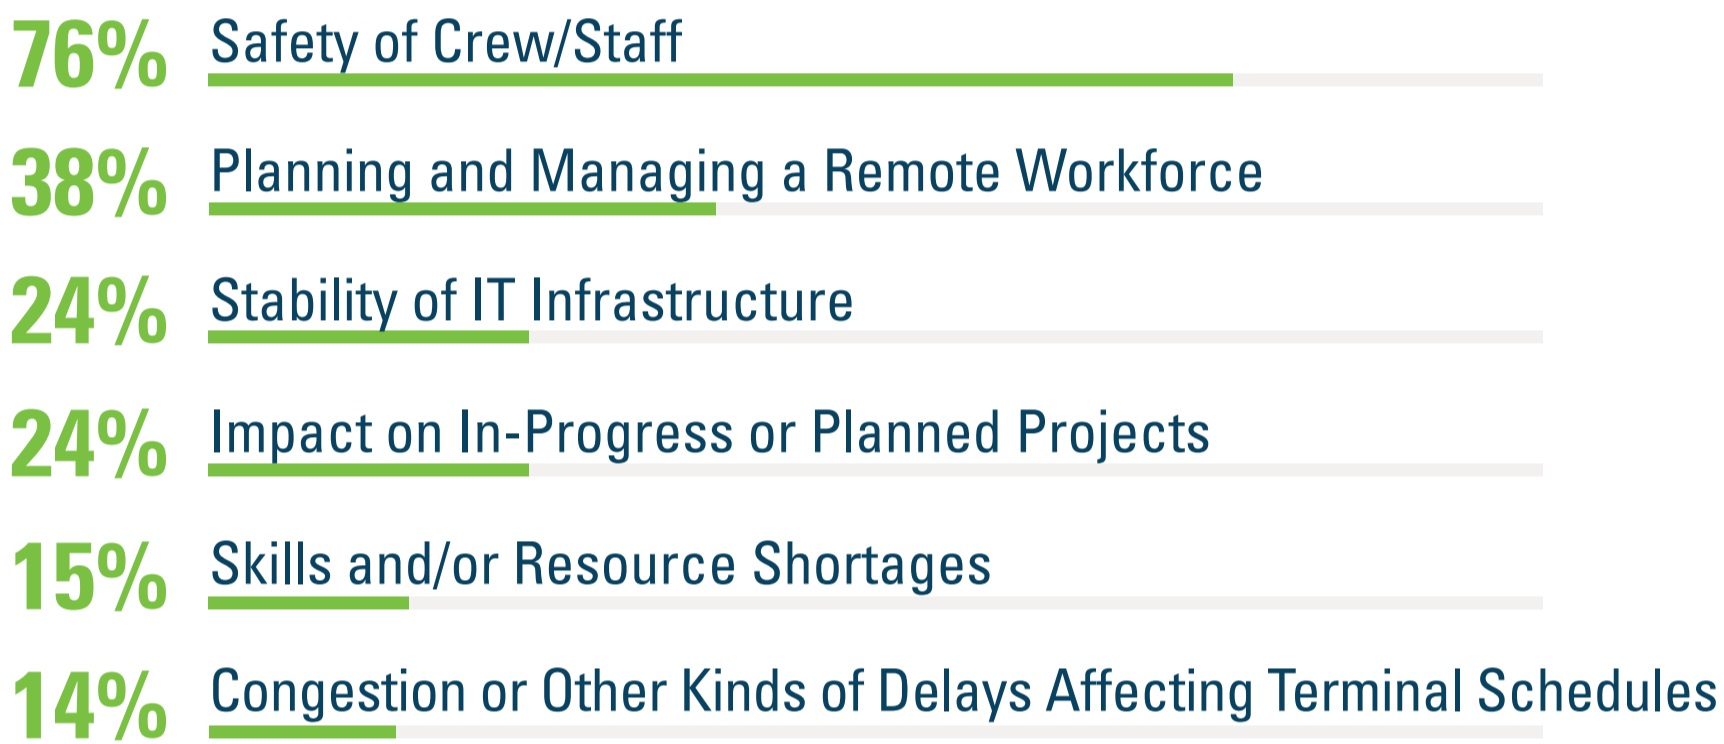 76% Safety of Crew/Staff
38% Planning and Managing a Remote Workforce
24% Stability of IT Infrastructure
24% Impact on In-Progress or Planned Projects
15% Skills and/or Resource Shortages
14% Congestion or Other Kinds of Delays Affecting Terminal Schedules